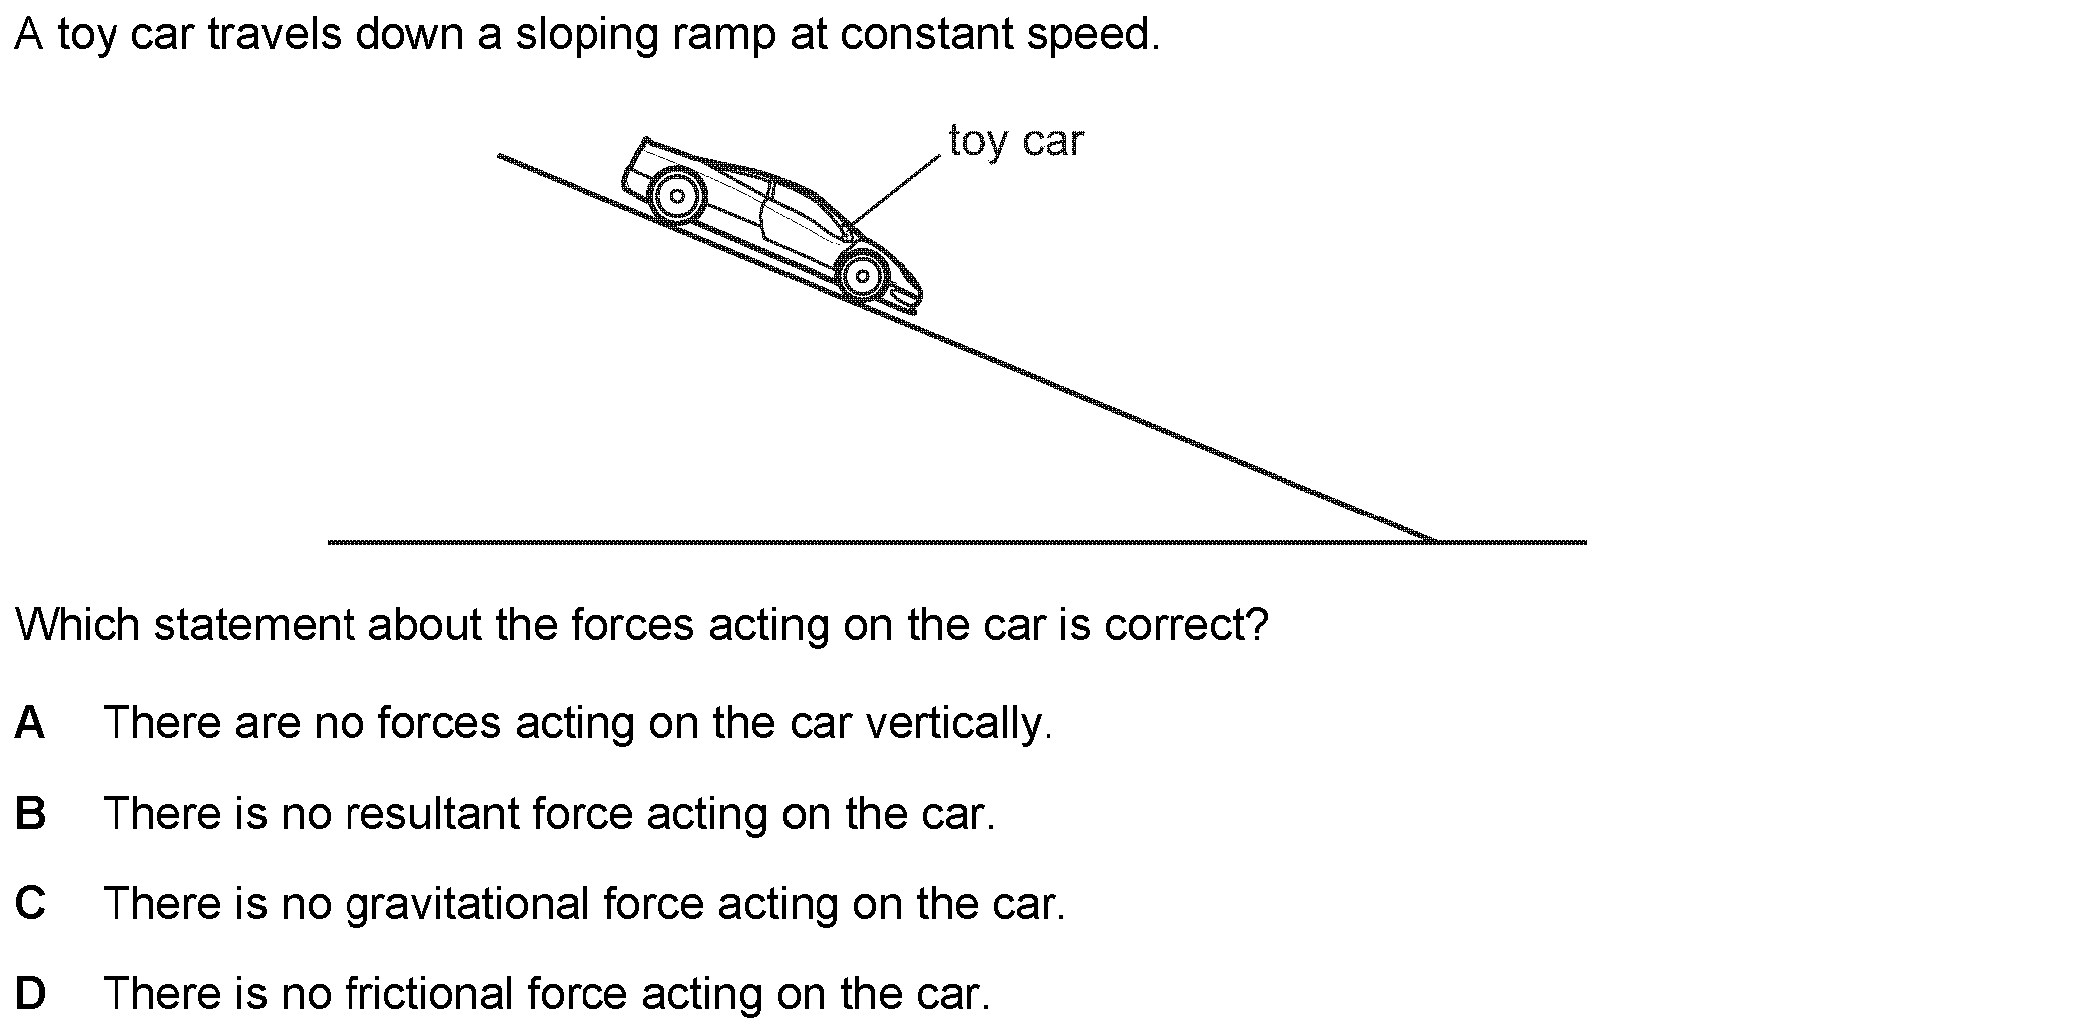 A toy car travels down a sloping ramp at constant speed.
toy car
Which statement about the forces acting on the car is correct?
A There are no forces acting on the car vertically.
B There is no resultant force acting on the car.
C There is no gravitational force acting on the car.
D There is no frictional force acting on the car.